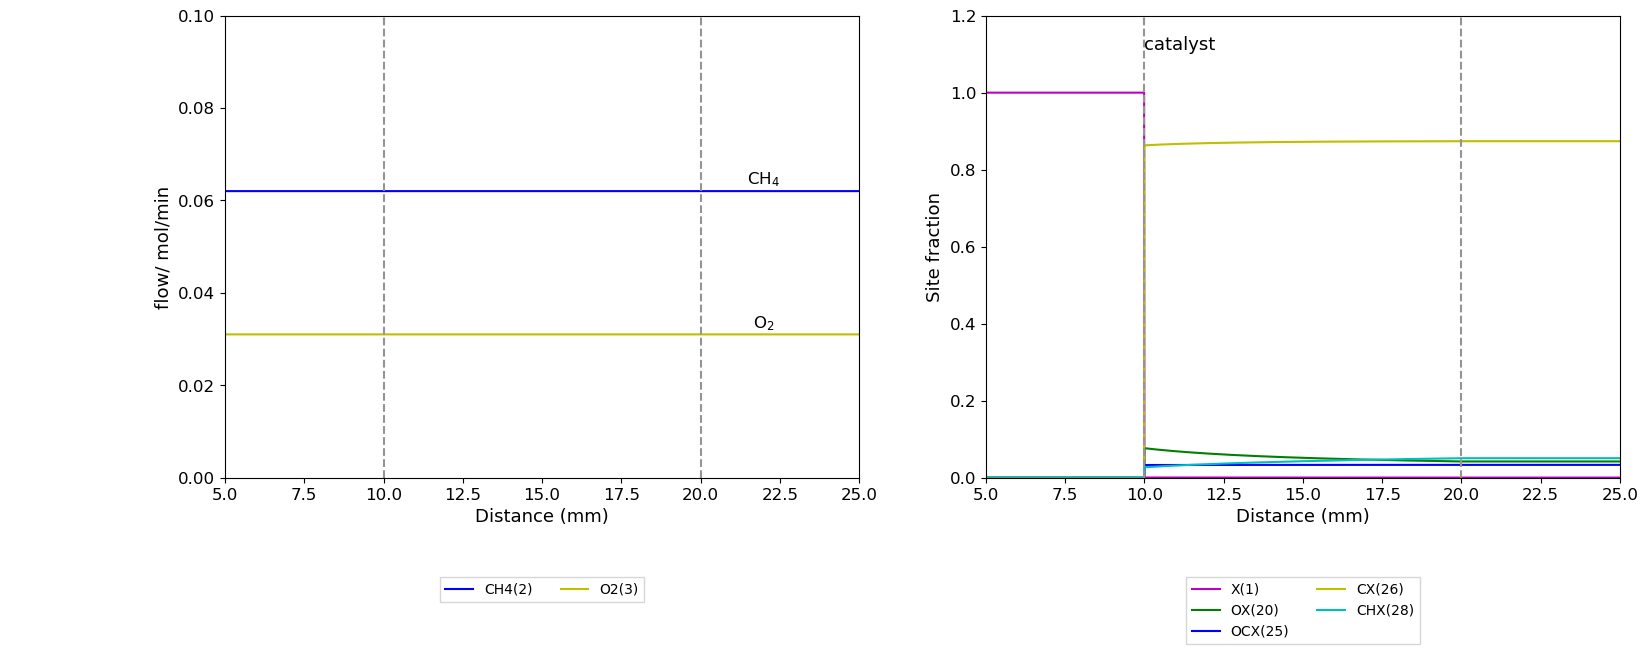 flow/ mol/min
0.10
0.08
0.06
0.04
0.02
0.00
CH₄
O₂
5.0 7.5 10.0 12.5 15.0 17.5 20.0 22.5 25.0
Distance (mm)
CH4(2) O2(3)
Site fraction
1.2
1.0
0.8
0.6
0.4
0.2
0.0
catalyst
5.0 7.5 10.0 12.5 15.0 17.5 20.0 22.5 25.0
Distance (mm)
X(1) CX(26)
OX(20) CHX(28)
OCX(25)